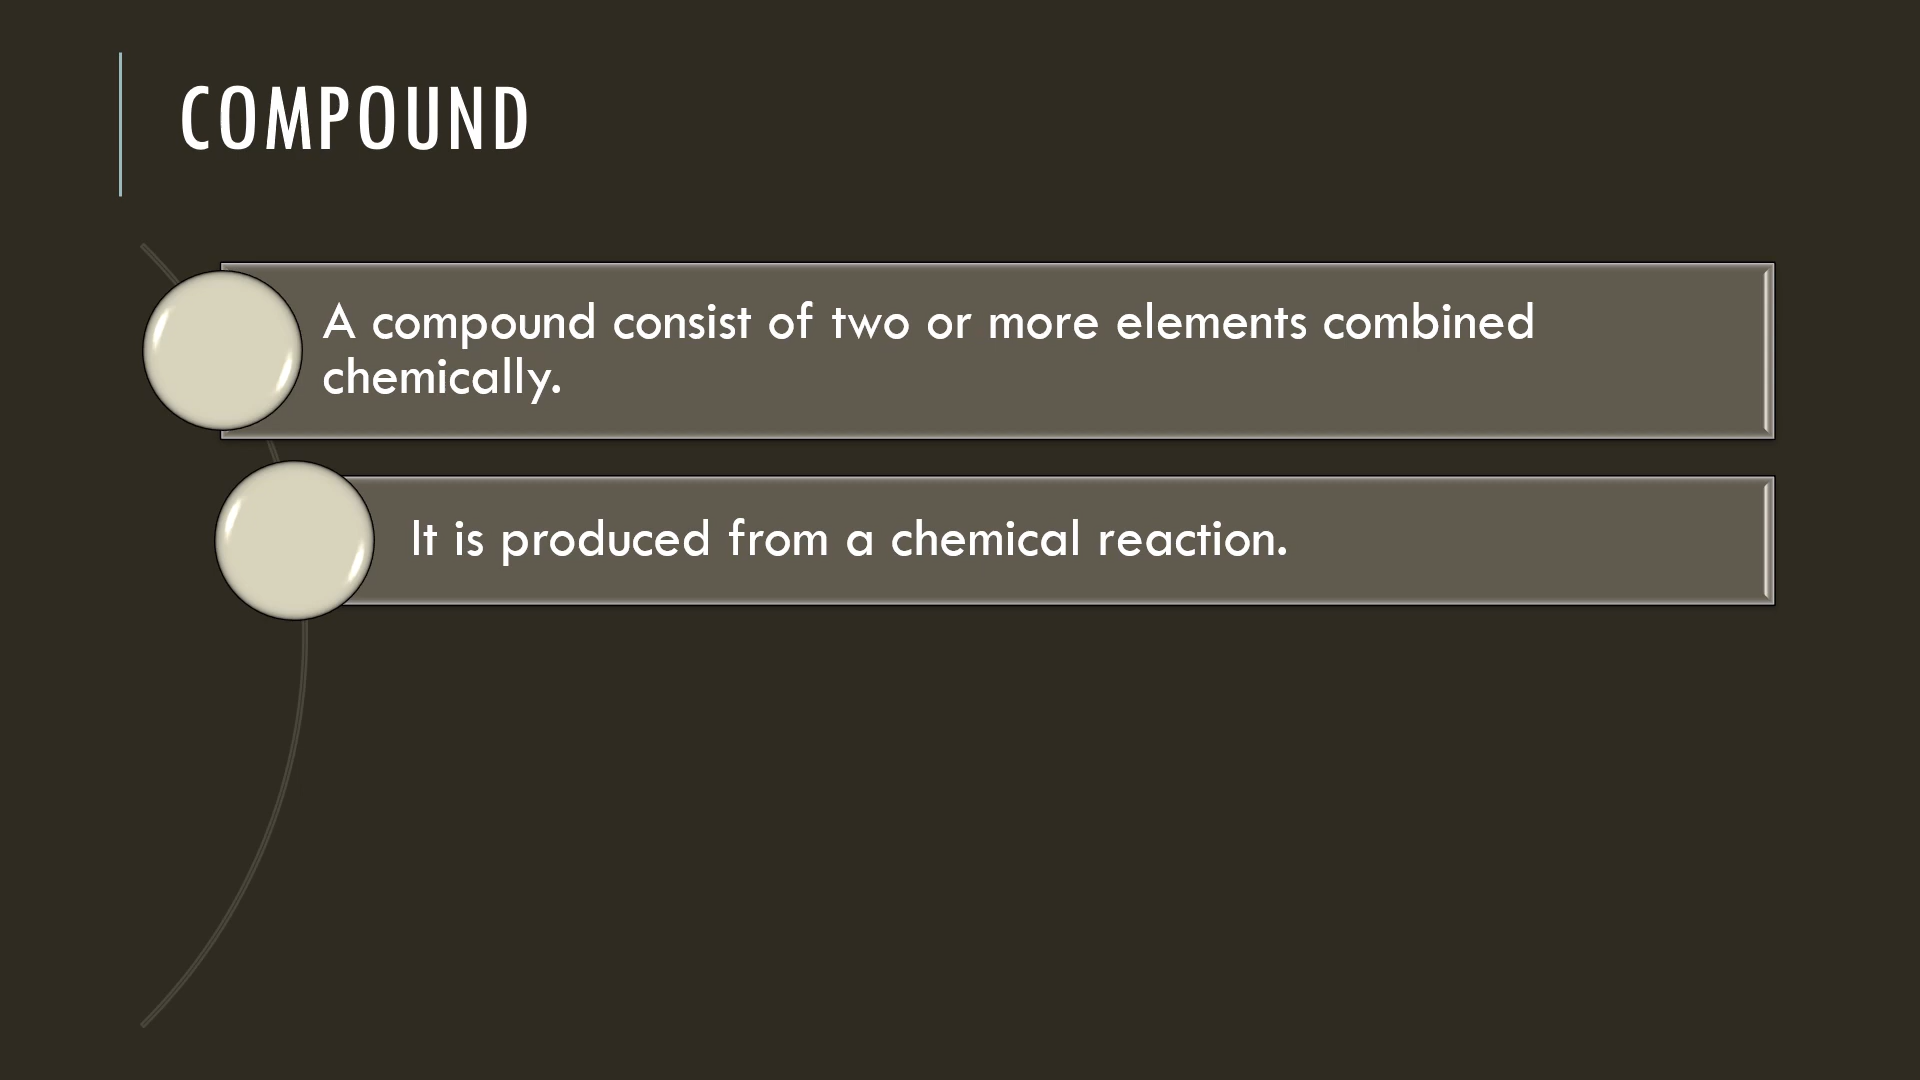 COMPOUND
A compound consist of two or more elements combined
chemically.
It is produced from a chemical reaction.